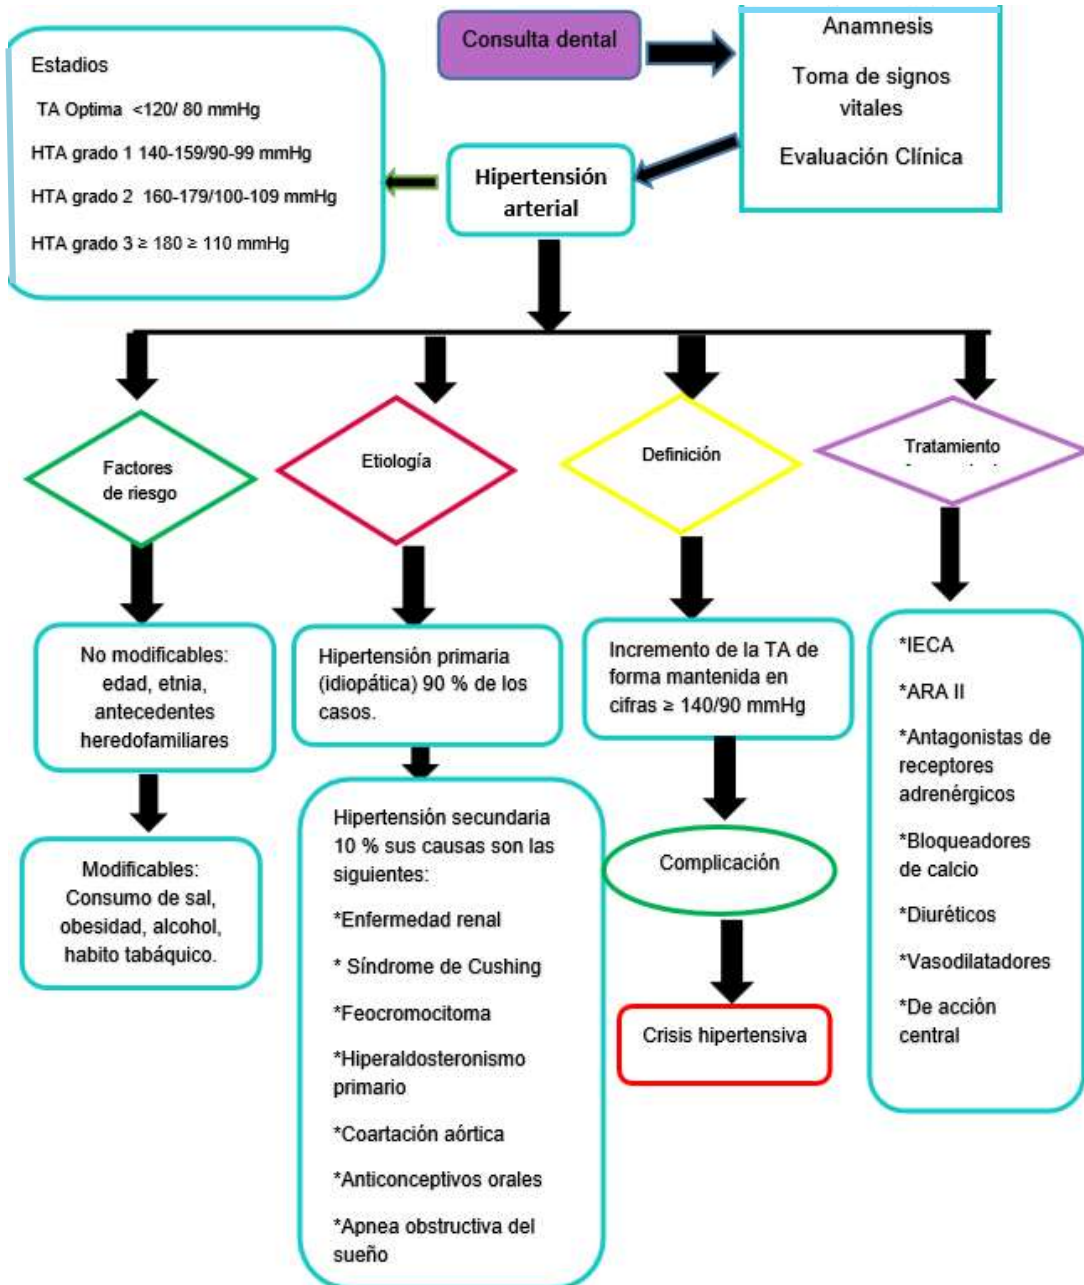 Consulta dental
Anamnesis
Toma de signos
vitales
Evaluación Clínica
Hipertensión
arterial
Estadios
TA Optima <120/ 80 mmHg
HTA grado 1 140-159/90-99 mmHg
HTA grado 2 160-179/100-109 mmHg
HTA grado 3 ≥ 180 ≥ 110 mmHg
Factores
de riesgo
No modificables:
edad, etnia,
antecedentes
heredofamiliares
Modificables:
Consumo de sal,
obesidad, alcohol,
habito tabáquico.
Etiología
Hipertensión primaria
(idiopática) 90 % de los
casos.
Hipertensión secundaria
10 % sus causas son las
siguientes:
*Enfermedad renal
* Síndrome de Cushing
*Feocromocitoma
*Hiperaldosteronismo
primario
*Coartación aórtica
*Anticonceptivos orales
*Apnea obstructiva del
sueño
Definición
Incremento de la TA de
forma mantenida en
cifras ≥ 140/90 mmHg
Complicación
Crisis hipertensiva
Tratamiento
*IECA
*ARA II
*Antagonistas de
receptores
adrenérgicos
*Bloqueadores
de calcio
*Diuréticos
*Vasodilatadores
*De acción
central